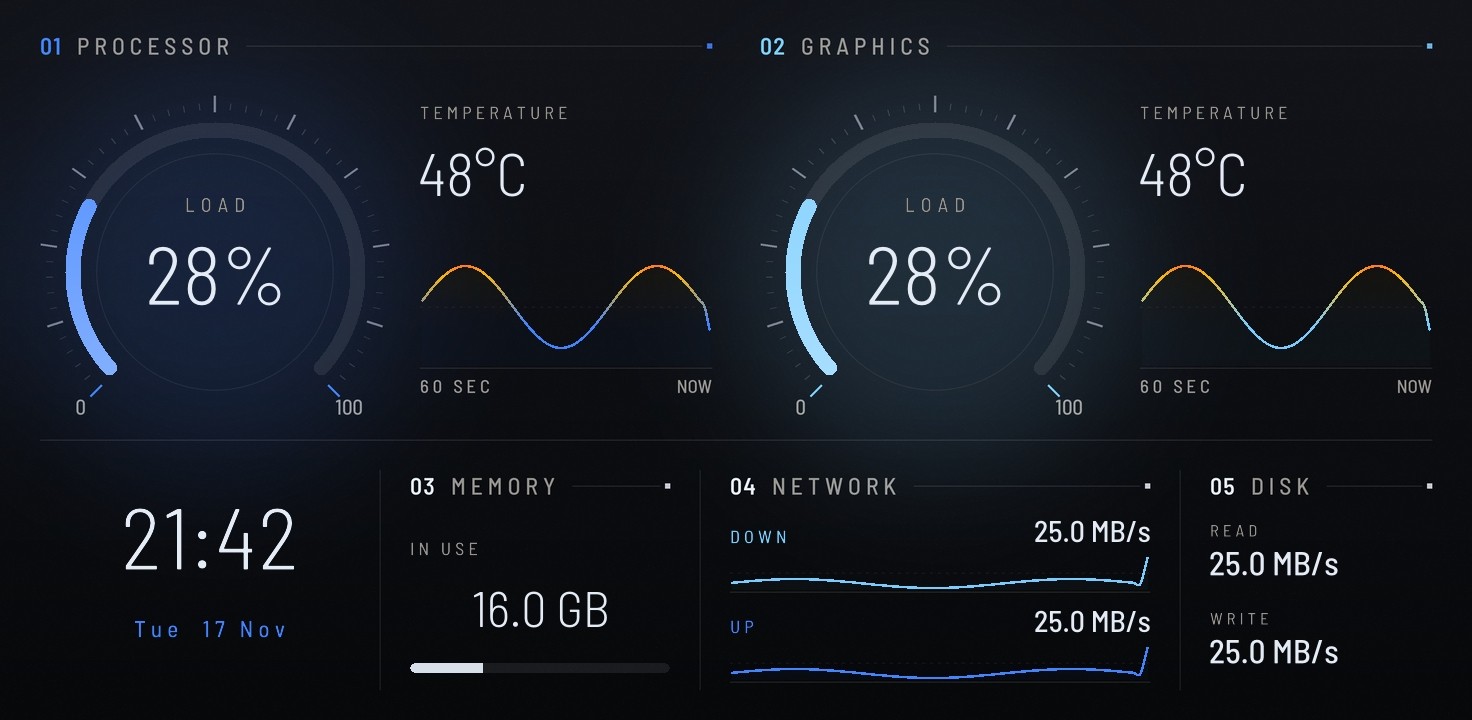 01 PROCESSOR
LOAD
28%
0
100
TEMPERATURE
48°C
60 SEC
NOW
02 GRAPHICS
LOAD
28%
0
100
TEMPERATURE
48°C
60 SEC
NOW
21:42
Tue 17 Nov
03 MEMORY
IN USE
16.0 GB
04 NETWORK
DOWN 25.0 MB/s
UP 25.0 MB/s
05 DISK
READ
25.0 MB/s
WRITE
25.0 MB/s